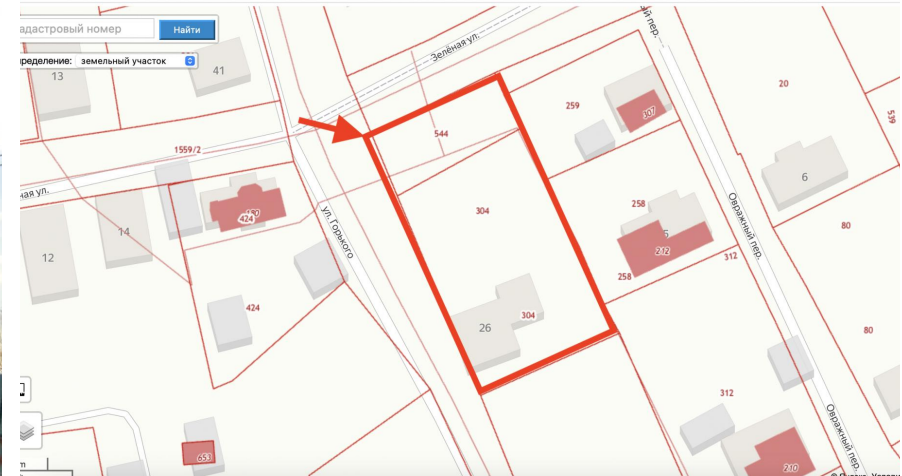 адастровый номер
Найти
ределение: земельный участок
13
41
Зелёная ул.
й пер.
20
539
259
307
544
1559/2
ная ул.
424
14
12
ул. Горького
304
258
5
212
258
312
Овражный пер.
6
80
424
26
304
80
312
Овражный пер.
210
653
m